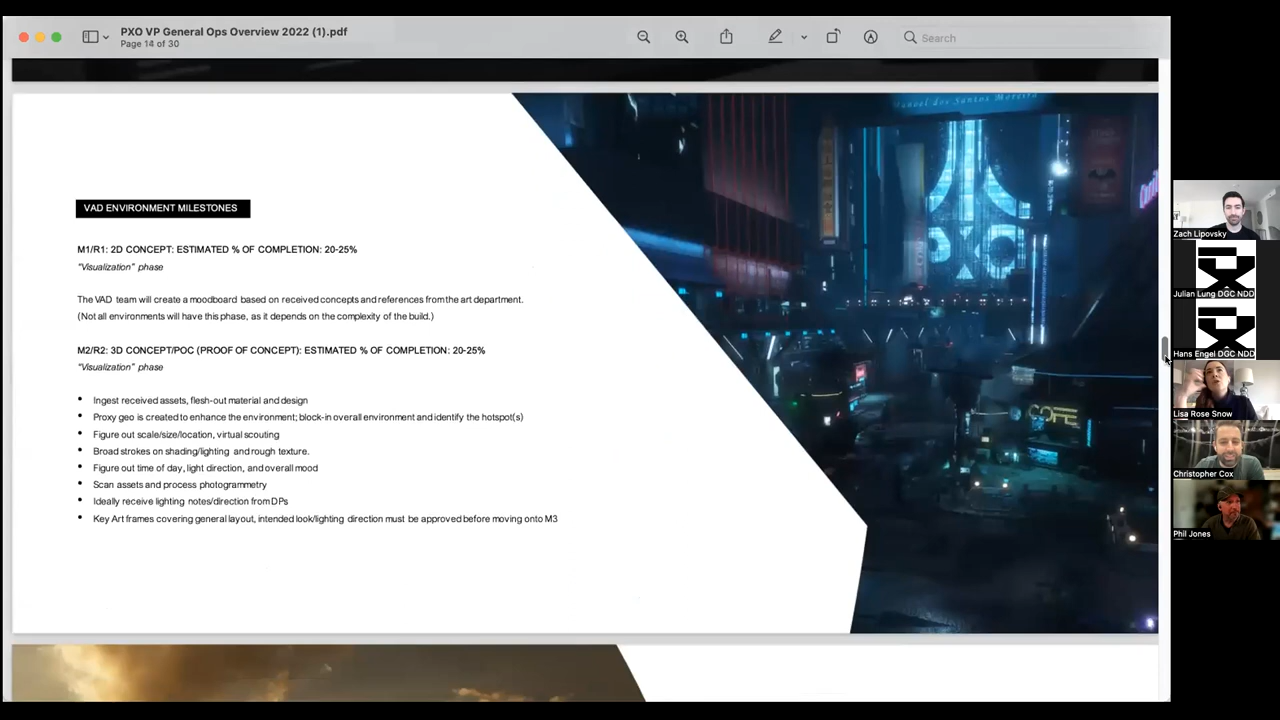 PXO VP General Ops Overview 2022 (1).pdf
Page 14 of 30
Search
VAD ENVIRONMENT MILESTONES
M1/R1: 2D CONCEPT: ESTIMATED % OF COMPLETION: 20-25%
"Visualization" phase
The VAD team will create a moodboard based on received concepts and references from the art department.
(Not all environments will have this phase, as it depends on the complexity of the build.)
M2/R2: 3D CONCEPT/POC (PROOF OF CONCEPT): ESTIMATED % OF COMPLETION: 20-25%
"Visualization" phase
• Ingest received assets, flesh-out material and design
• Proxy geo is created to enhance the environment; block-in overall environment and identify the hotspot(s)
• Figure out scale/size/location, virtual scouting
• Broad strokes on shading/lighting and rough texture.
• Figure out time of day, light direction, and overall mood
• Scan assets and process photogrammetry
• Ideally receive lighting notes/direction from DPs
• Key Art frames covering general layout, intended look/lighting direction must be approved before moving onto M3
Manuel dos Santos Moreira
PXO
Zach Lipovsky
Julian Lung DGC NDD
Hans Engel DGC NDD
Lisa Rose Snow
Christopher Cox
Phil Jones